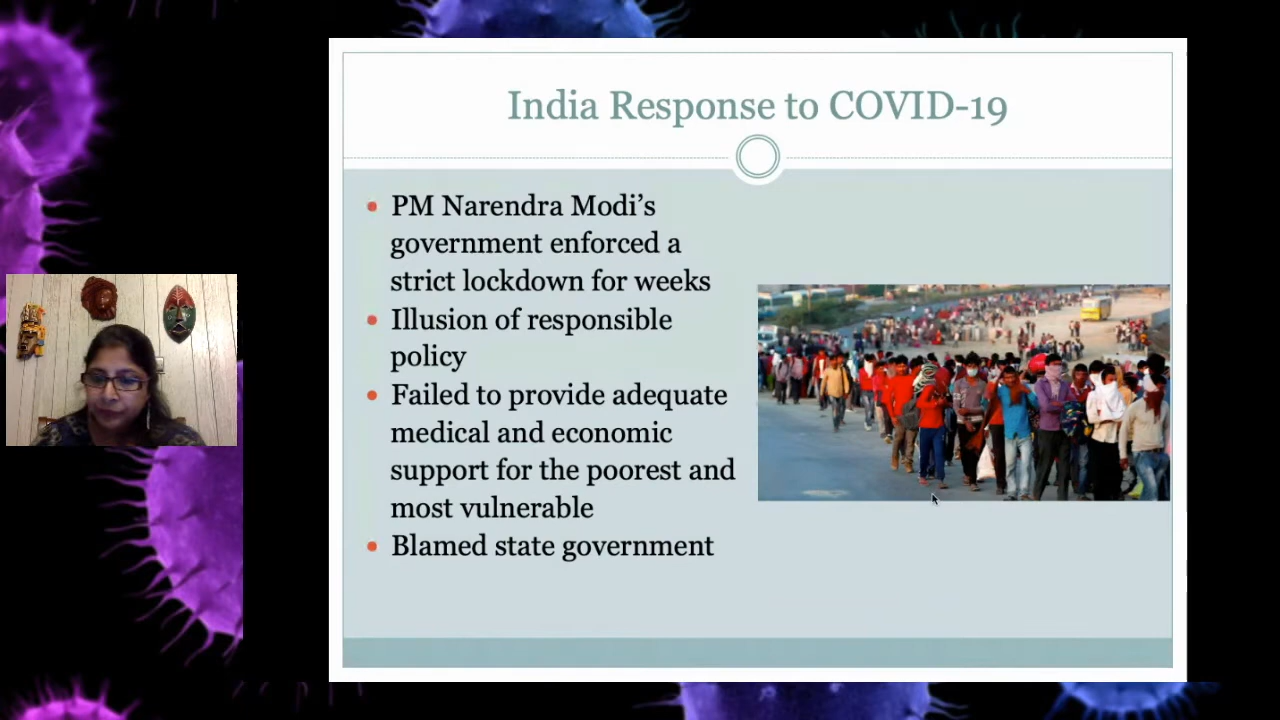 India Response to COVID-19
• PM Narendra Modi’s
government enforced a
strict lockdown for weeks
• Illusion of responsible
policy
• Failed to provide adequate
medical and economic
support for the poorest and
most vulnerable
• Blamed state government